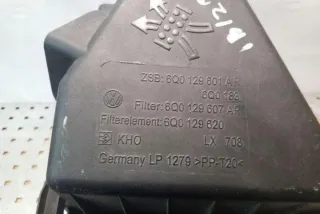 ZSB: 6Q0 129 601 AR
6Q0 183
Filter: 6Q0 129 607 AR
Filterelement: 6Q0 129 620
KHO LX 703
Germany LP 1279 >PP-T20<